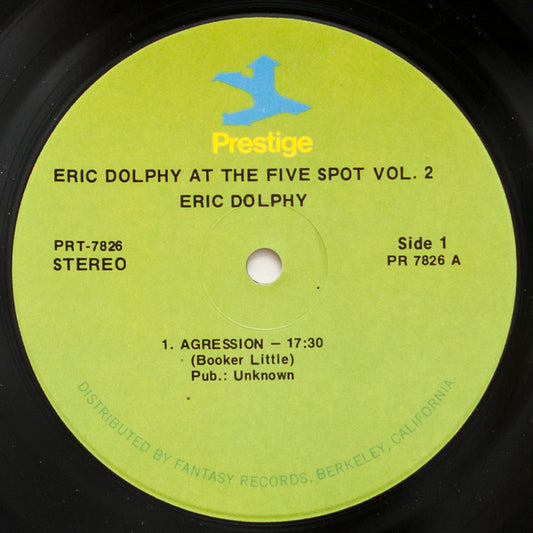 Prestige
ERIC DOLPHY AT THE FIVE SPOT VOL. 2
ERIC DOLPHY
PRT-7826
STEREO
Side 1
PR 7826 A
1. AGRESSION – 17:30
(Booker Little)
Pub.: Unknown
DISTRIBUTED BY FANTASY RECORDS, BERKELEY, CALIFORNIA